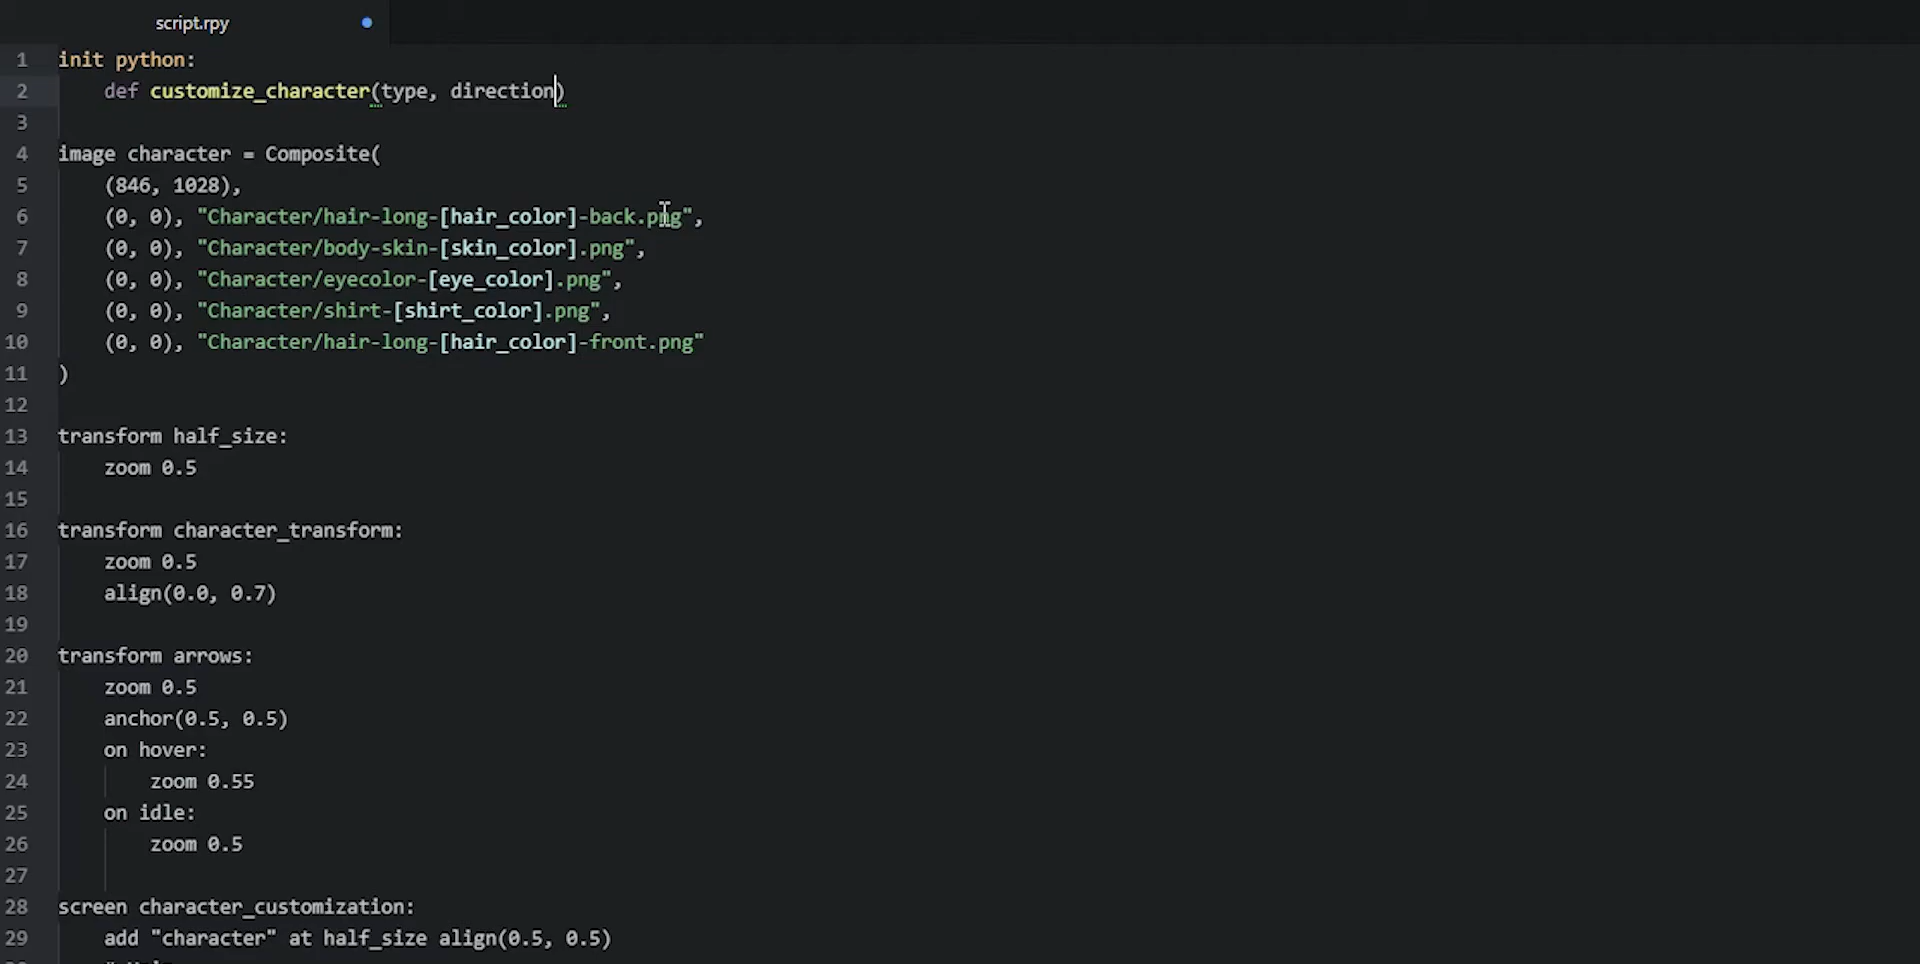 script.rpy
1 init python:
2     def customize_character(type, direction)
3
4 image character = Composite(
5     (846, 1028),
6     (0, 0), "Character/hair-long-[hair_color]-back.png",
7     (0, 0), "Character/body-skin-[skin_color].png",
8     (0, 0), "Character/eyecolor-[eye_color].png",
9     (0, 0), "Character/shirt-[shirt_color].png",
10     (0, 0), "Character/hair-long-[hair_color]-front.png"
11 )
12
13 transform half_size:
14     zoom 0.5
15
16 transform character_transform:
17     zoom 0.5
18     align(0.0, 0.7)
19
20 transform arrows:
21     zoom 0.5
22     anchor(0.5, 0.5)
23     on hover:
24         zoom 0.55
25     on idle:
26         zoom 0.5
27
28 screen character_customization:
29     add "character" at half_size align(0.5, 0.5)